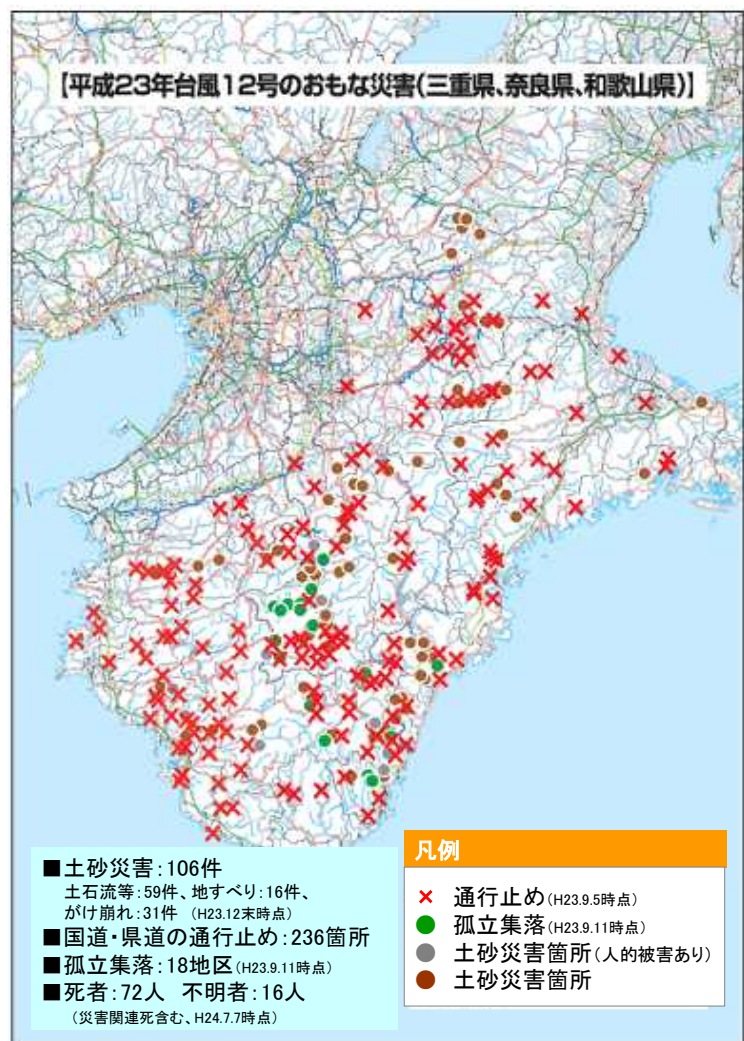 【平成23年台風12号のおもな災害(三重県、奈良県、和歌山県)】
■土砂災害:106件
土石流等:59件、地すべり:16件、
がけ崩れ:31件 (H23.12末時点)
■国道・県道の通行止め:236箇所
■孤立集落:18地区(H23.9.11時点)
■死者:72人 不明者:16人
(災害関連死含む、H24.7.7時点)
凡例
× 通行止め(H23.9.5時点)
● 孤立集落(H23.9.11時点)
● 土砂災害箇所(人的被害あり)
● 土砂災害箇所